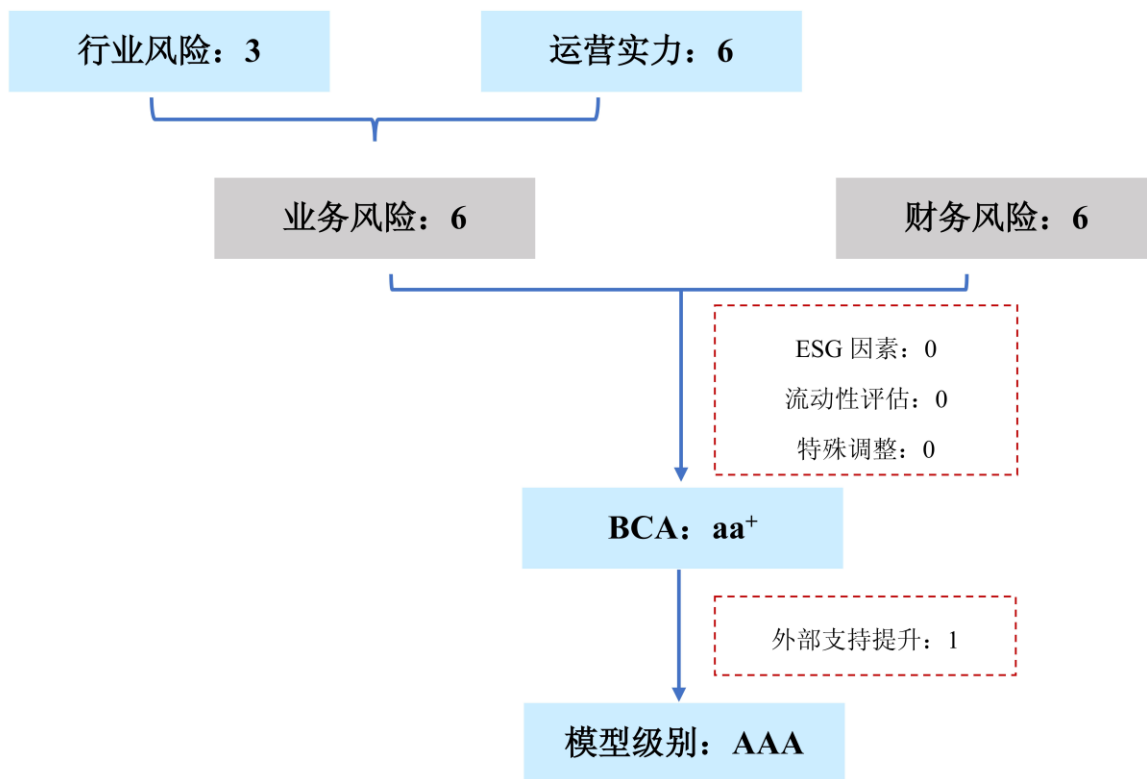 行业风险：3
运营实力：6
业务风险：6
财务风险：6
ESG 因素：0
流动性评估：0
特殊调整：0
BCA：aa⁺
外部支持提升：1
模型级别：AAA